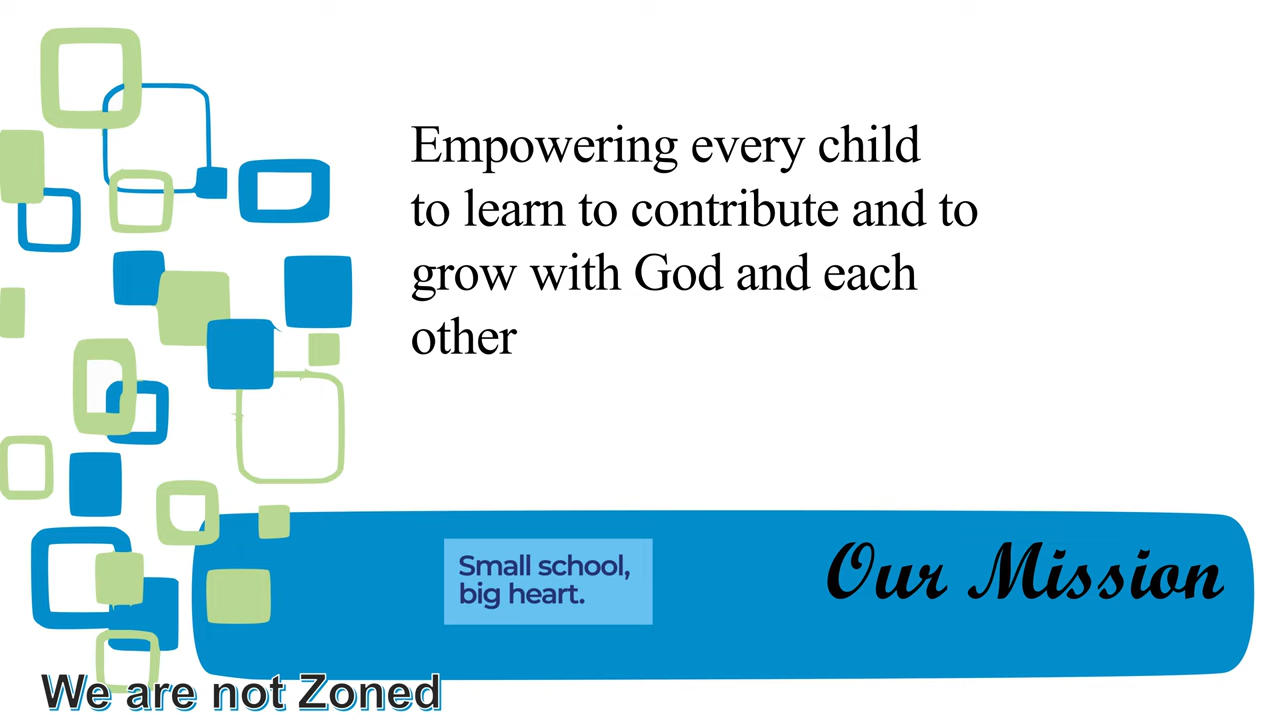 Empowering every child
to learn to contribute and to
grow with God and each
other
Small school,
big heart.
Our Mission
We are not Zoned